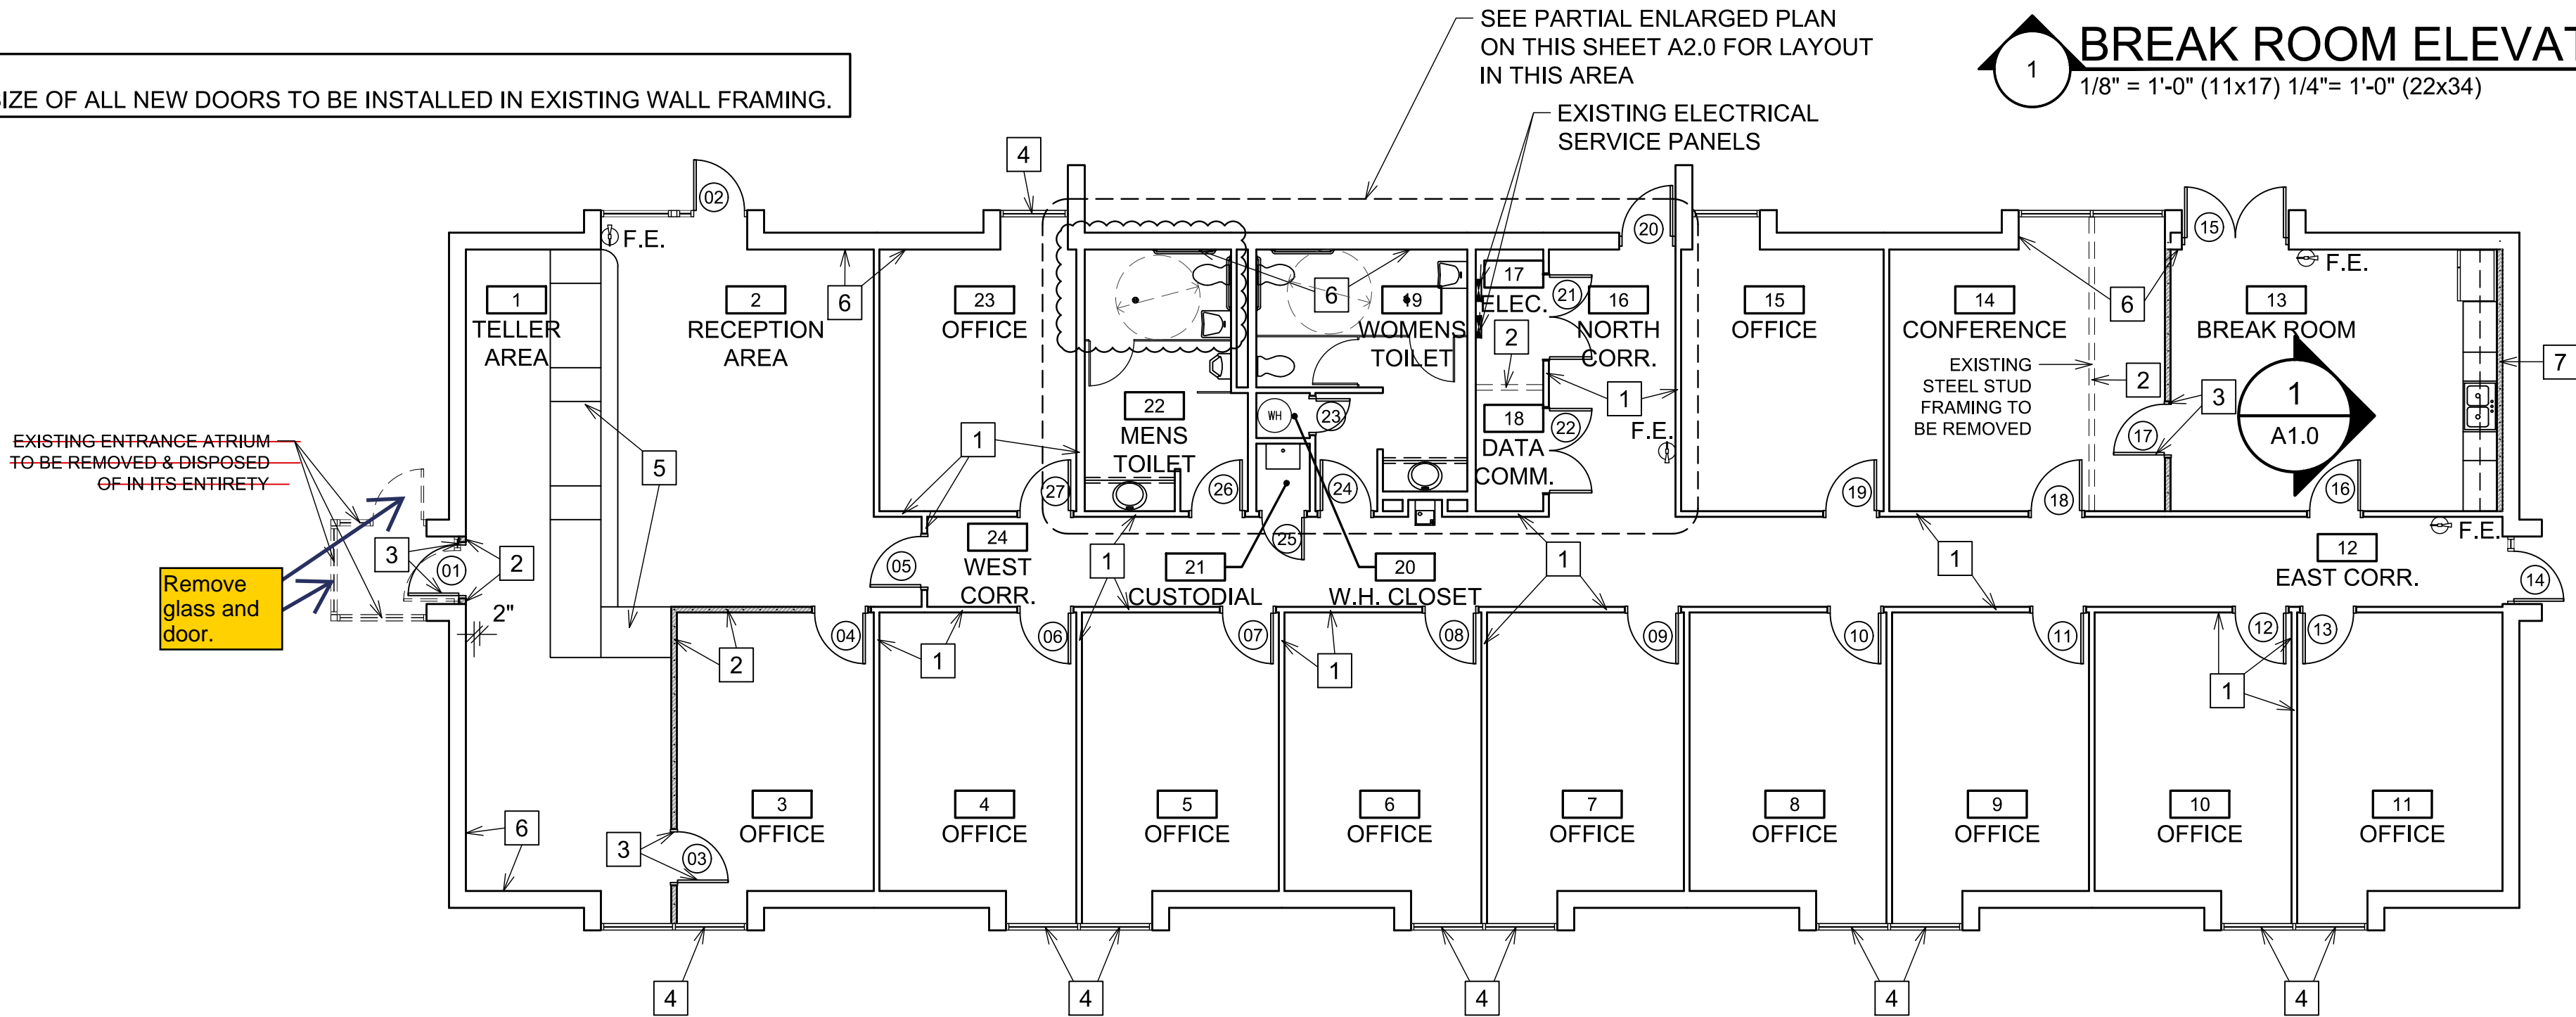 SEE PARTIAL ENLARGED PLAN
ON THIS SHEET A2.0 FOR LAYOUT
IN THIS AREA
1
BREAK ROOM
1/8" = 1'-0" (11x17) 1/4"= 1'-0" (22x34)
OF ALL NEW DOORS TO BE INSTALLED IN EXISTING WALL FRAMING.
EXISTING ELECTRICAL
SERVICE PANELS
4
02
F.E.
20
15
F.E.
1
TELLER
AREA
2
RECEPTION
AREA
6
23
OFFICE
6
19
WOMENS
TOILET
17
ELEC.
2
21
16
NORTH
CORR.
15
OFFICE
14
CONFERENCE
6
13
BREAK ROOM
7
EXISTING
STEEL STUD
FRAMING TO
BE REMOVED
2
3
1
A1.0
22
MENS
TOILET
WH
23
18
DATA
COMM.
22
1
F.E.
17
EXISTING ENTRANCE ATRIUM
TO BE REMOVED & DISPOSED
OF IN ITS ENTIRETY
1
5
27
26
24
19
18
16
F.E.
3
01
2
05
24
WEST
CORR.
1
25
21
CUSTODIAL
20
W.H. CLOSET
1
1
12
EAST CORR.
14
Remove
glass and
door.
2"
04
2
1
06
07
1
08
09
10
11
12
13
1
3
OFFICE
4
OFFICE
5
OFFICE
6
OFFICE
7
OFFICE
8
OFFICE
9
OFFICE
10
OFFICE
11
OFFICE
6
3
03
4
4
4
4
4